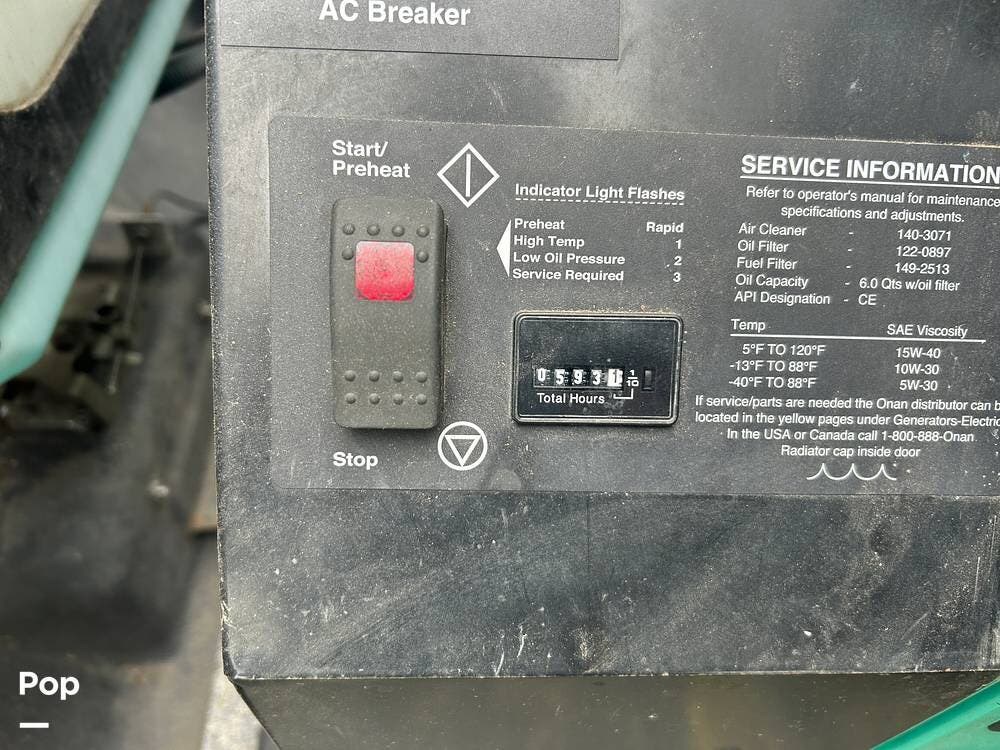 AC Breaker
Start/
Preheat
Indicator Light Flashes
Preheat Rapid
High Temp 1
Low Oil Pressure 2
Service Required 3
0 5 9 3 1 1/10
Total Hours
Stop
SERVICE INFORMATION
Refer to operator's manual for maintenance
specifications and adjustments.
Air Cleaner - 140-3071
Oil Filter - 122-0897
Fuel Filter - 149-2513
Oil Capacity - 6.0 Qts w/oil filter
API Designation - CE
Temp SAE Viscosity
5°F TO 120°F 15W-40
-13°F TO 88°F 10W-30
-40°F TO 88°F 5W-30
If service/parts are needed the Onan distributor can b
located in the yellow pages under Generators-Electric
In the USA or Canada call 1-800-888-Onan
Radiator cap inside door
Pop